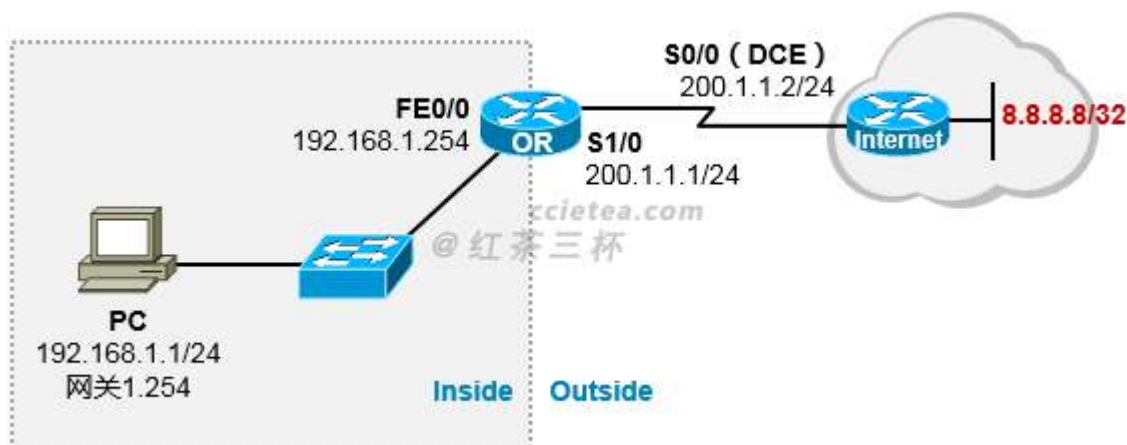 S0/0（DCE）
200.1.1.2/24
FE0/0
192.168.1.254
OR
S1/0
200.1.1.1/24
Internet
8.8.8.8/32
ccietea.com
@红茶三杯
PC
192.168.1.1/24
网关1.254
Inside
Outside